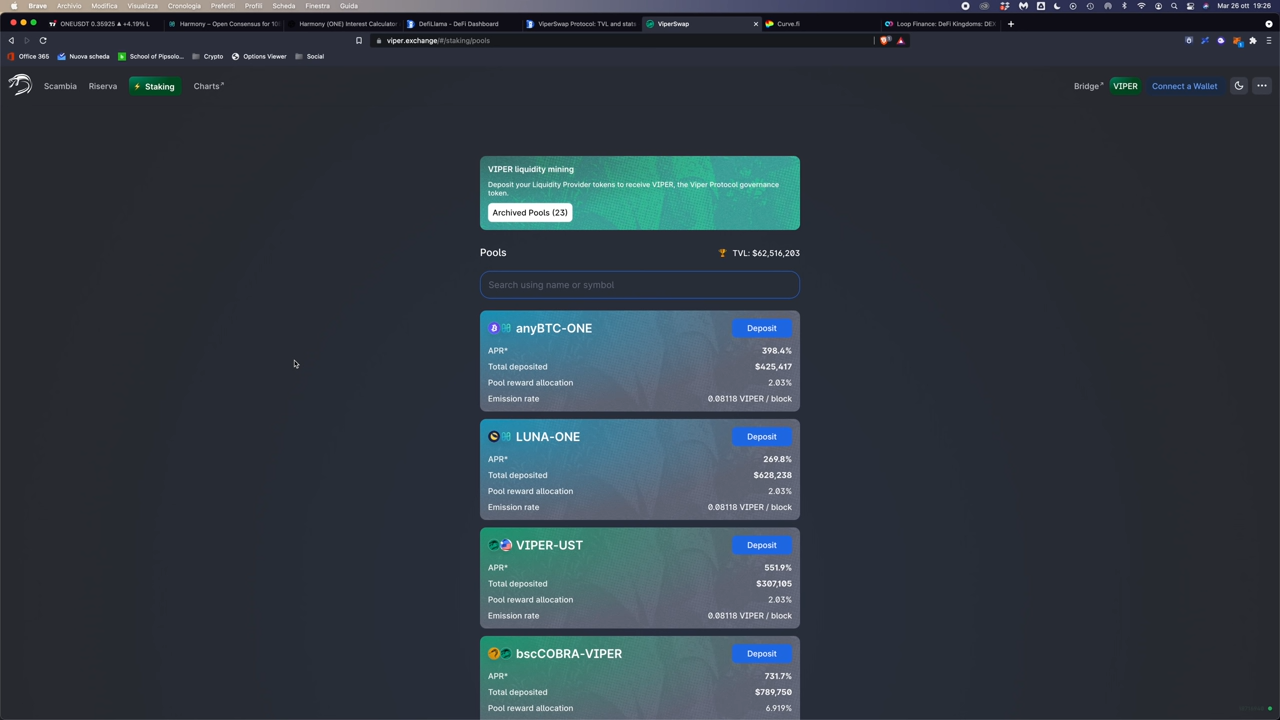 Brave Archivio Modifica Visualizza Cronologia Preferiti Profili Scheda Finestra Guida Mar 26 ott 19:26
ONEUSDT 0.35925 ▲ +4.19% L Harmony – Open Consensus for 10 Harmony (ONE) Interest Calculator DefiLlama - DeFi Dashboard ViperSwap Protocol: TVL and stats ViperSwap Curve.fi Loop Finance: DeFi Kingdoms: DEX
viper.exchange/#/staking/pools
Office 365 Nuova scheda School of Pipsolo... Crypto Options Viewer Social
Scambia Riserva ⚡ Staking Charts↗ Bridge↗ VIPER Connect a Wallet
VIPER liquidity mining
Deposit your Liquidity Provider tokens to receive VIPER, the Viper Protocol governance
token.
Archived Pools (23)
Pools 🏆 TVL: $62,516,203
Search using name or symbol
anyBTC-ONE Deposit
APR* 398.4%
Total deposited $425,417
Pool reward allocation 2.03%
Emission rate 0.08118 VIPER / block
LUNA-ONE Deposit
APR* 269.8%
Total deposited $628,238
Pool reward allocation 2.03%
Emission rate 0.08118 VIPER / block
VIPER-UST Deposit
APR* 551.9%
Total deposited $307,105
Pool reward allocation 2.03%
Emission rate 0.08118 VIPER / block
bscCOBRA-VIPER Deposit
APR* 731.7%
Total deposited $789,750
Pool reward allocation 6.919%